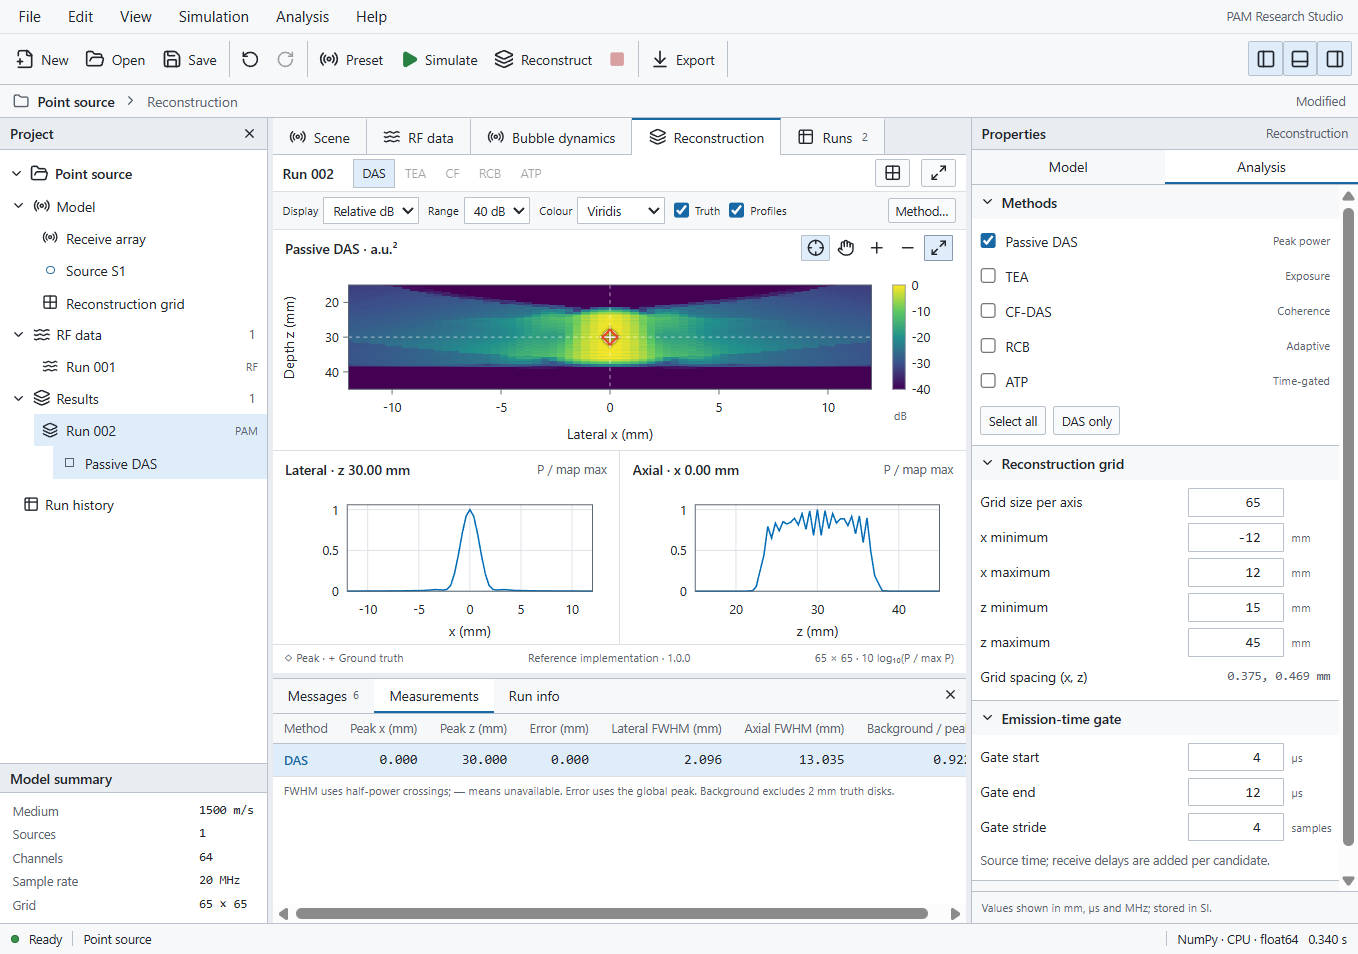 File Edit View Simulation Analysis Help PAM Research Studio
New Open Save Preset Simulate Reconstruct Export
Point source > Reconstruction Modified
Project
Point source
Model
Receive array
Source S1
Reconstruction grid
RF data 1
Run 001 RF
Results 1
Run 002 PAM
Passive DAS
Run history
Model summary
Medium 1500 m/s
Sources 1
Channels 64
Sample rate 20 MHz
Grid 65 × 65
Scene RF data Bubble dynamics Reconstruction Runs 2
Run 002 DAS TEA CF RCB ATP
Display Relative dB Range 40 dB Colour Viridis Truth Profiles Method...
Passive DAS · a.u.²
Depth z (mm)
20
30
40
-10 -5 0 5 10
Lateral x (mm)
0
-10
-20
-30
-40
dB
Lateral · z 30.00 mm P / map max
1
0.5
0
-10 -5 0 5 10
x (mm)
Axial · x 0.00 mm P / map max
1
0.5
0
20 30 40
z (mm)
◇ Peak · + Ground truth Reference implementation · 1.0.0 65 × 65 · 10 log₁₀(P / max P)
Messages 6 Measurements Run info
Method Peak x (mm) Peak z (mm) Error (mm) Lateral FWHM (mm) Axial FWHM (mm) Background / pea
DAS 0.000 30.000 0.000 2.096 13.035 0.92
FWHM uses half-power crossings; — means unavailable. Error uses the global peak. Background excludes 2 mm truth disks.
Properties Reconstruction
Model Analysis
Methods
Passive DAS Peak power
TEA Exposure
CF-DAS Coherence
RCB Adaptive
ATP Time-gated
Select all DAS only
Reconstruction grid
Grid size per axis 65
x minimum -12 mm
x maximum 12 mm
z minimum 15 mm
z maximum 45 mm
Grid spacing (x, z) 0.375, 0.469 mm
Emission-time gate
Gate start 4 µs
Gate end 12 µs
Gate stride 4 samples
Source time; receive delays are added per candidate.
Values shown in mm, µs and MHz; stored in SI.
Ready Point source NumPy · CPU · float64 0.340 s